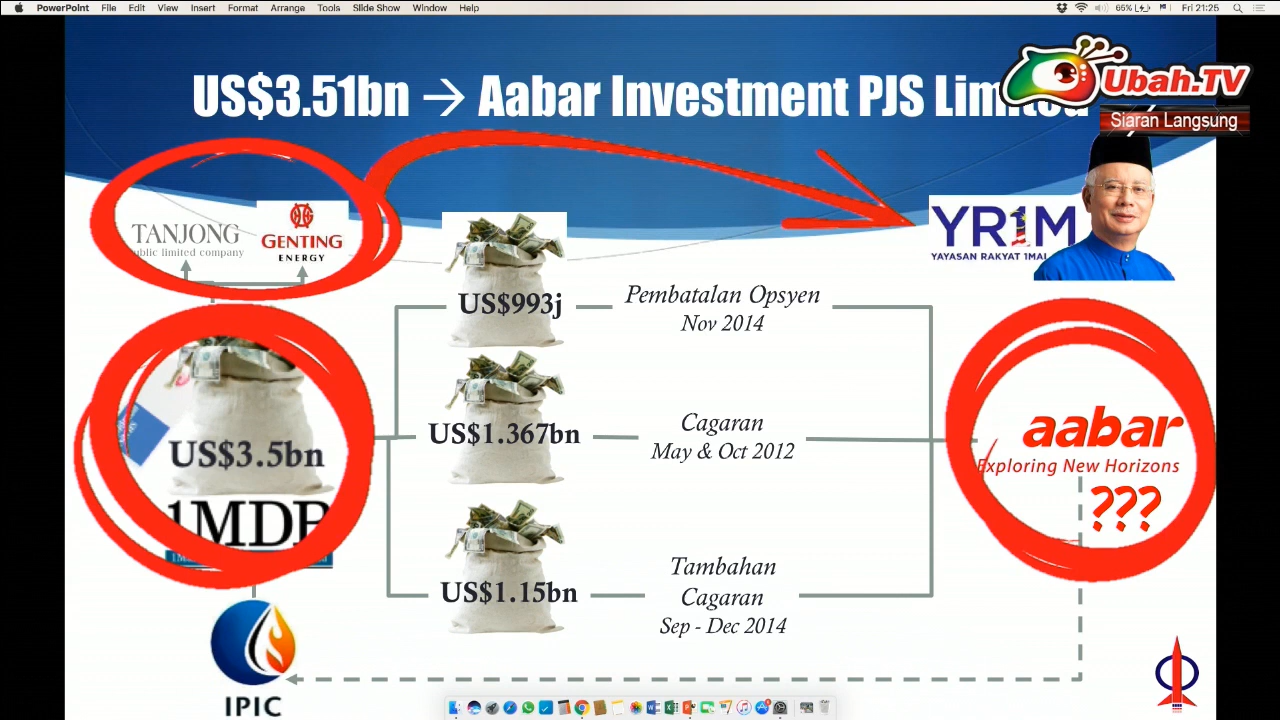 PowerPoint File Edit View Insert Format Arrange Tools Slide Show Window Help 65% Fri 21:25
US$3.51bn → Aabar Investment PJS Limited
Ubah.TV
Siaran Langsung
TANJONG
public limited company
GENTING
ENERGY
YR1M
YAYASAN RAKYAT 1MAL
US$993j
Pembatalan Opsyen
Nov 2014
US$3.5bn
1MDB
US$1.367bn
Cagaran
May & Oct 2012
aabar
Exploring New Horizons
???
US$1.15bn
Tambahan
Cagaran
Sep - Dec 2014
IPIC